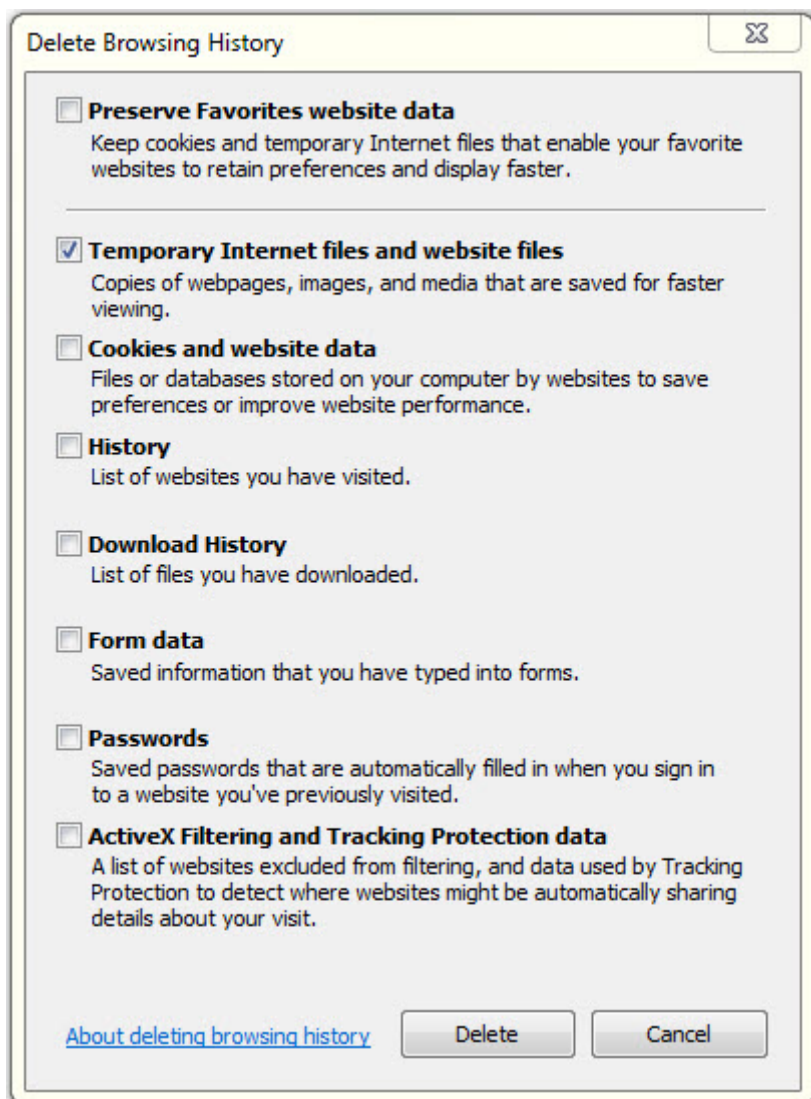 Delete Browsing History
Preserve Favorites website data
Keep cookies and temporary Internet files that enable your favorite
websites to retain preferences and display faster.
Temporary Internet files and website files
Copies of webpages, images, and media that are saved for faster
viewing.
Cookies and website data
Files or databases stored on your computer by websites to save
preferences or improve website performance.
History
List of websites you have visited.
Download History
List of files you have downloaded.
Form data
Saved information that you have typed into forms.
Passwords
Saved passwords that are automatically filled in when you sign in
to a website you've previously visited.
ActiveX Filtering and Tracking Protection data
A list of websites excluded from filtering, and data used by Tracking
Protection to detect where websites might be automatically sharing
details about your visit.
About deleting browsing history Delete Cancel